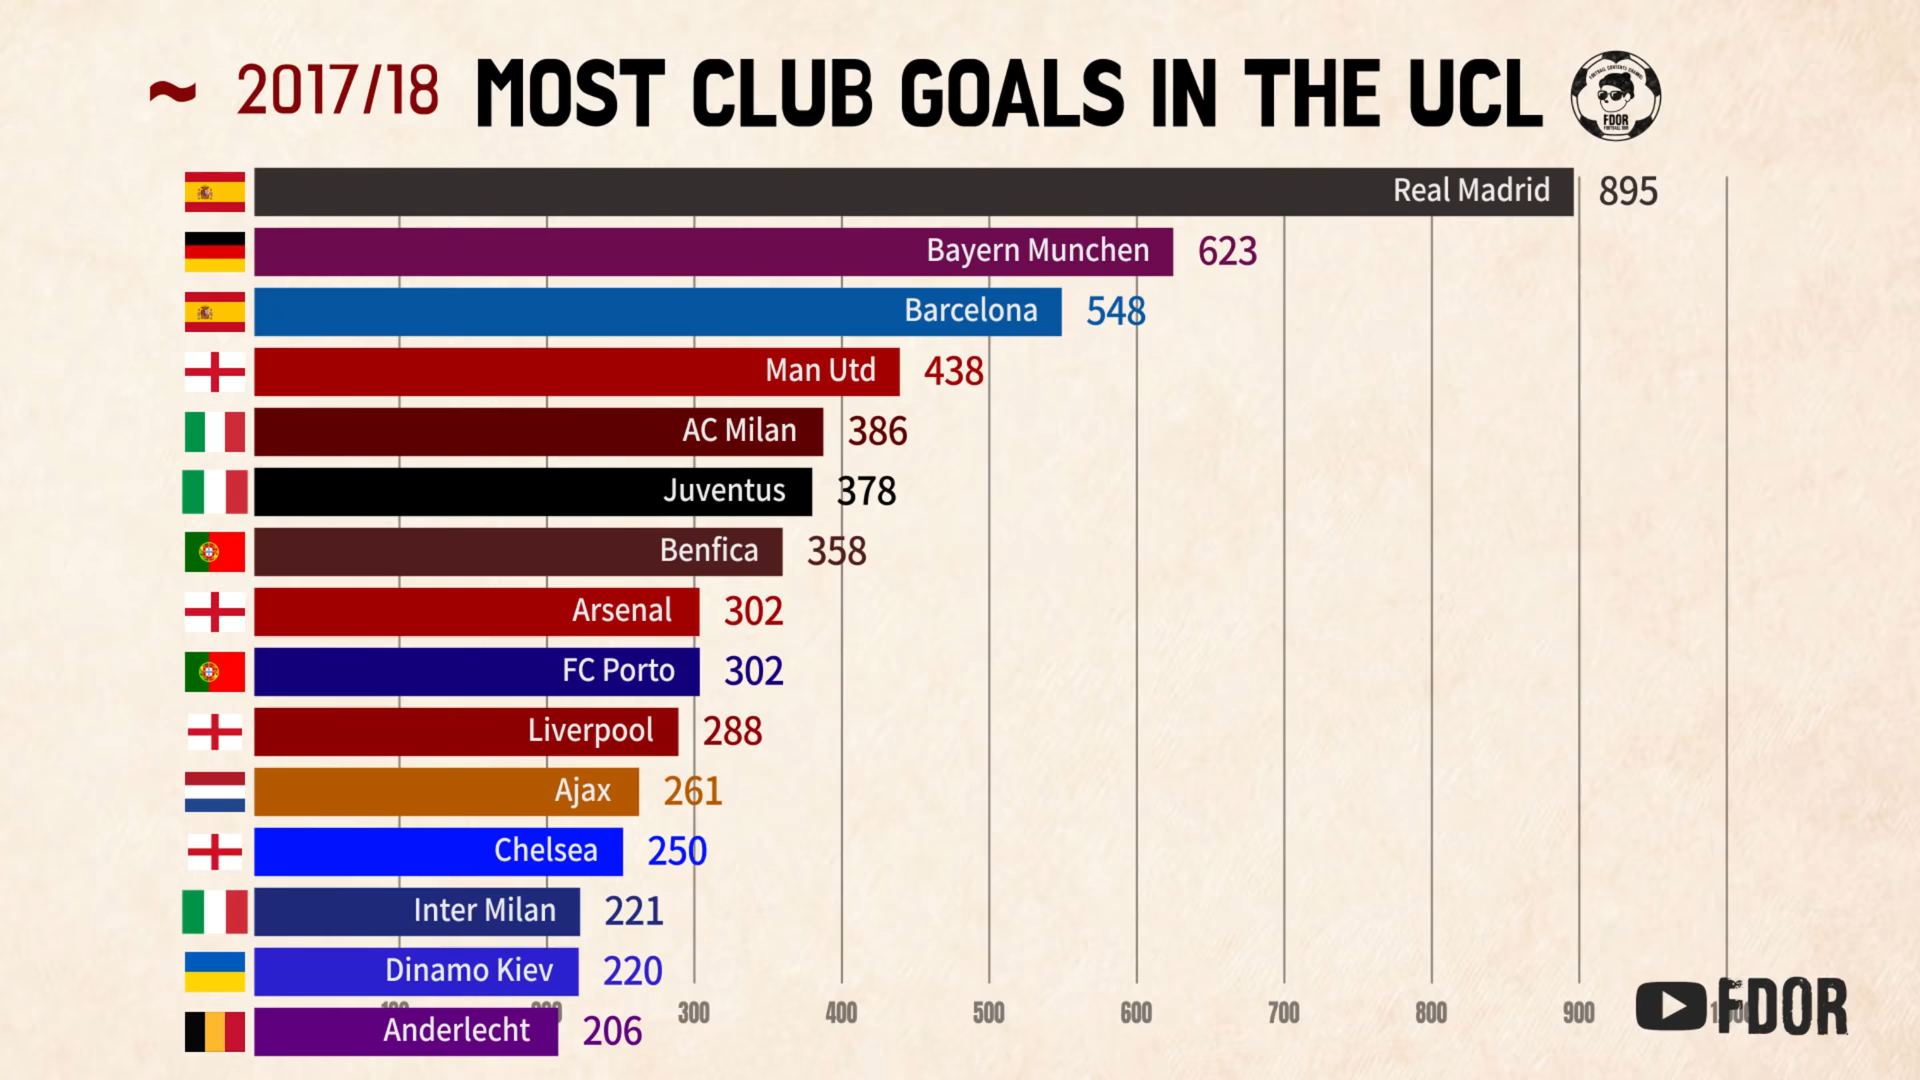 ~ 2017/18 MOST CLUB GOALS IN THE UCL
FDOR
Real Madrid 895
Bayern Munchen 623
Barcelona 548
Man Utd 438
AC Milan 386
Juventus 378
Benfica 358
Arsenal 302
FC Porto 302
Liverpool 288
Ajax 261
Chelsea 250
Inter Milan 221
Dinamo Kiev 220
300 400 500 600 700 800 900
FDOR
Anderlecht 206